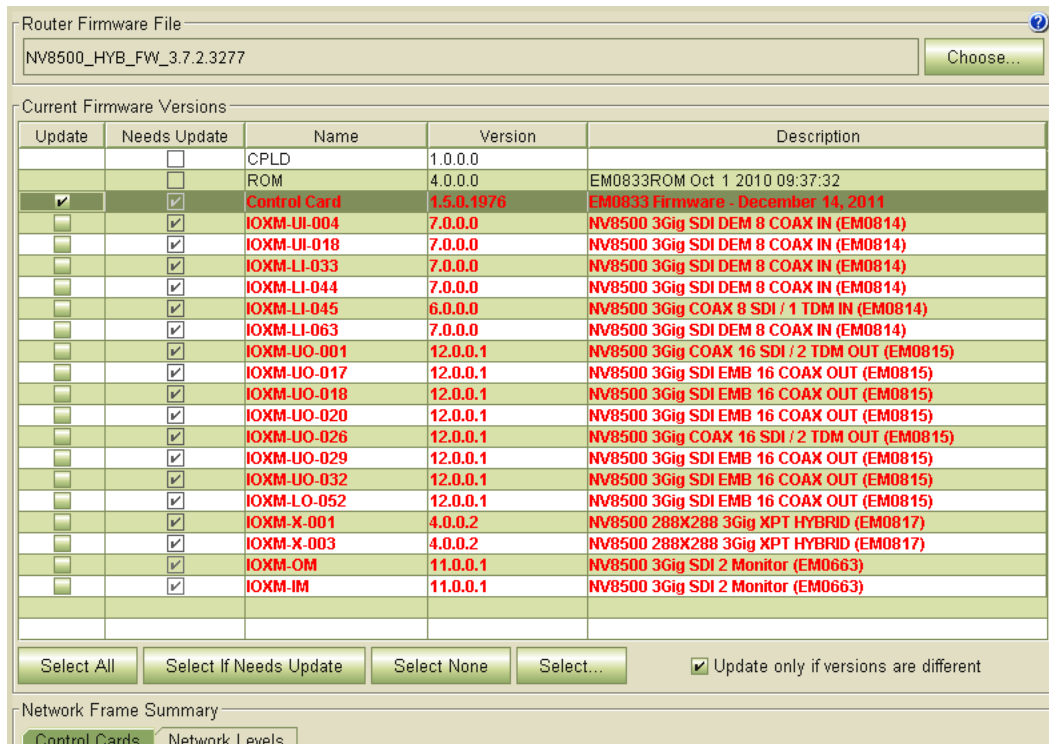 Router Firmware File
NV8500_HYB_FW_3.7.2.3277 Choose...
Current Firmware Versions
Update Needs Update Name Version Description
CPLD 1.0.0.0
ROM 4.0.0.0 EM0833ROM Oct 1 2010 09:37:32
Control Card 1.5.0.1976 EM0833 Firmware - December 14, 2011
IOXM-UI-004 7.0.0.0 NV8500 3Gig SDI DEM 8 COAX IN (EM0814)
IOXM-UI-018 7.0.0.0 NV8500 3Gig SDI DEM 8 COAX IN (EM0814)
IOXM-LI-033 7.0.0.0 NV8500 3Gig SDI DEM 8 COAX IN (EM0814)
IOXM-LI-044 7.0.0.0 NV8500 3Gig SDI DEM 8 COAX IN (EM0814)
IOXM-LI-045 6.0.0.0 NV8500 3Gig COAX 8 SDI / 1 TDM IN (EM0814)
IOXM-LI-063 7.0.0.0 NV8500 3Gig SDI DEM 8 COAX IN (EM0814)
IOXM-UO-001 12.0.0.1 NV8500 3Gig COAX 16 SDI / 2 TDM OUT (EM0815)
IOXM-UO-017 12.0.0.1 NV8500 3Gig SDI EMB 16 COAX OUT (EM0815)
IOXM-UO-018 12.0.0.1 NV8500 3Gig SDI EMB 16 COAX OUT (EM0815)
IOXM-UO-020 12.0.0.1 NV8500 3Gig SDI EMB 16 COAX OUT (EM0815)
IOXM-UO-026 12.0.0.1 NV8500 3Gig COAX 16 SDI / 2 TDM OUT (EM0815)
IOXM-UO-029 12.0.0.1 NV8500 3Gig SDI EMB 16 COAX OUT (EM0815)
IOXM-UO-032 12.0.0.1 NV8500 3Gig SDI EMB 16 COAX OUT (EM0815)
IOXM-LO-052 12.0.0.1 NV8500 3Gig SDI EMB 16 COAX OUT (EM0815)
IOXM-X-001 4.0.0.2 NV8500 288X288 3Gig XPT HYBRID (EM0817)
IOXM-X-003 4.0.0.2 NV8500 288X288 3Gig XPT HYBRID (EM0817)
IOXM-OM 11.0.0.1 NV8500 3Gig SDI 2 Monitor (EM0663)
IOXM-IM 11.0.0.1 NV8500 3Gig SDI 2 Monitor (EM0663)
Select All Select If Needs Update Select None Select... Update only if versions are different
Network Frame Summary
Control Cards Network Levels